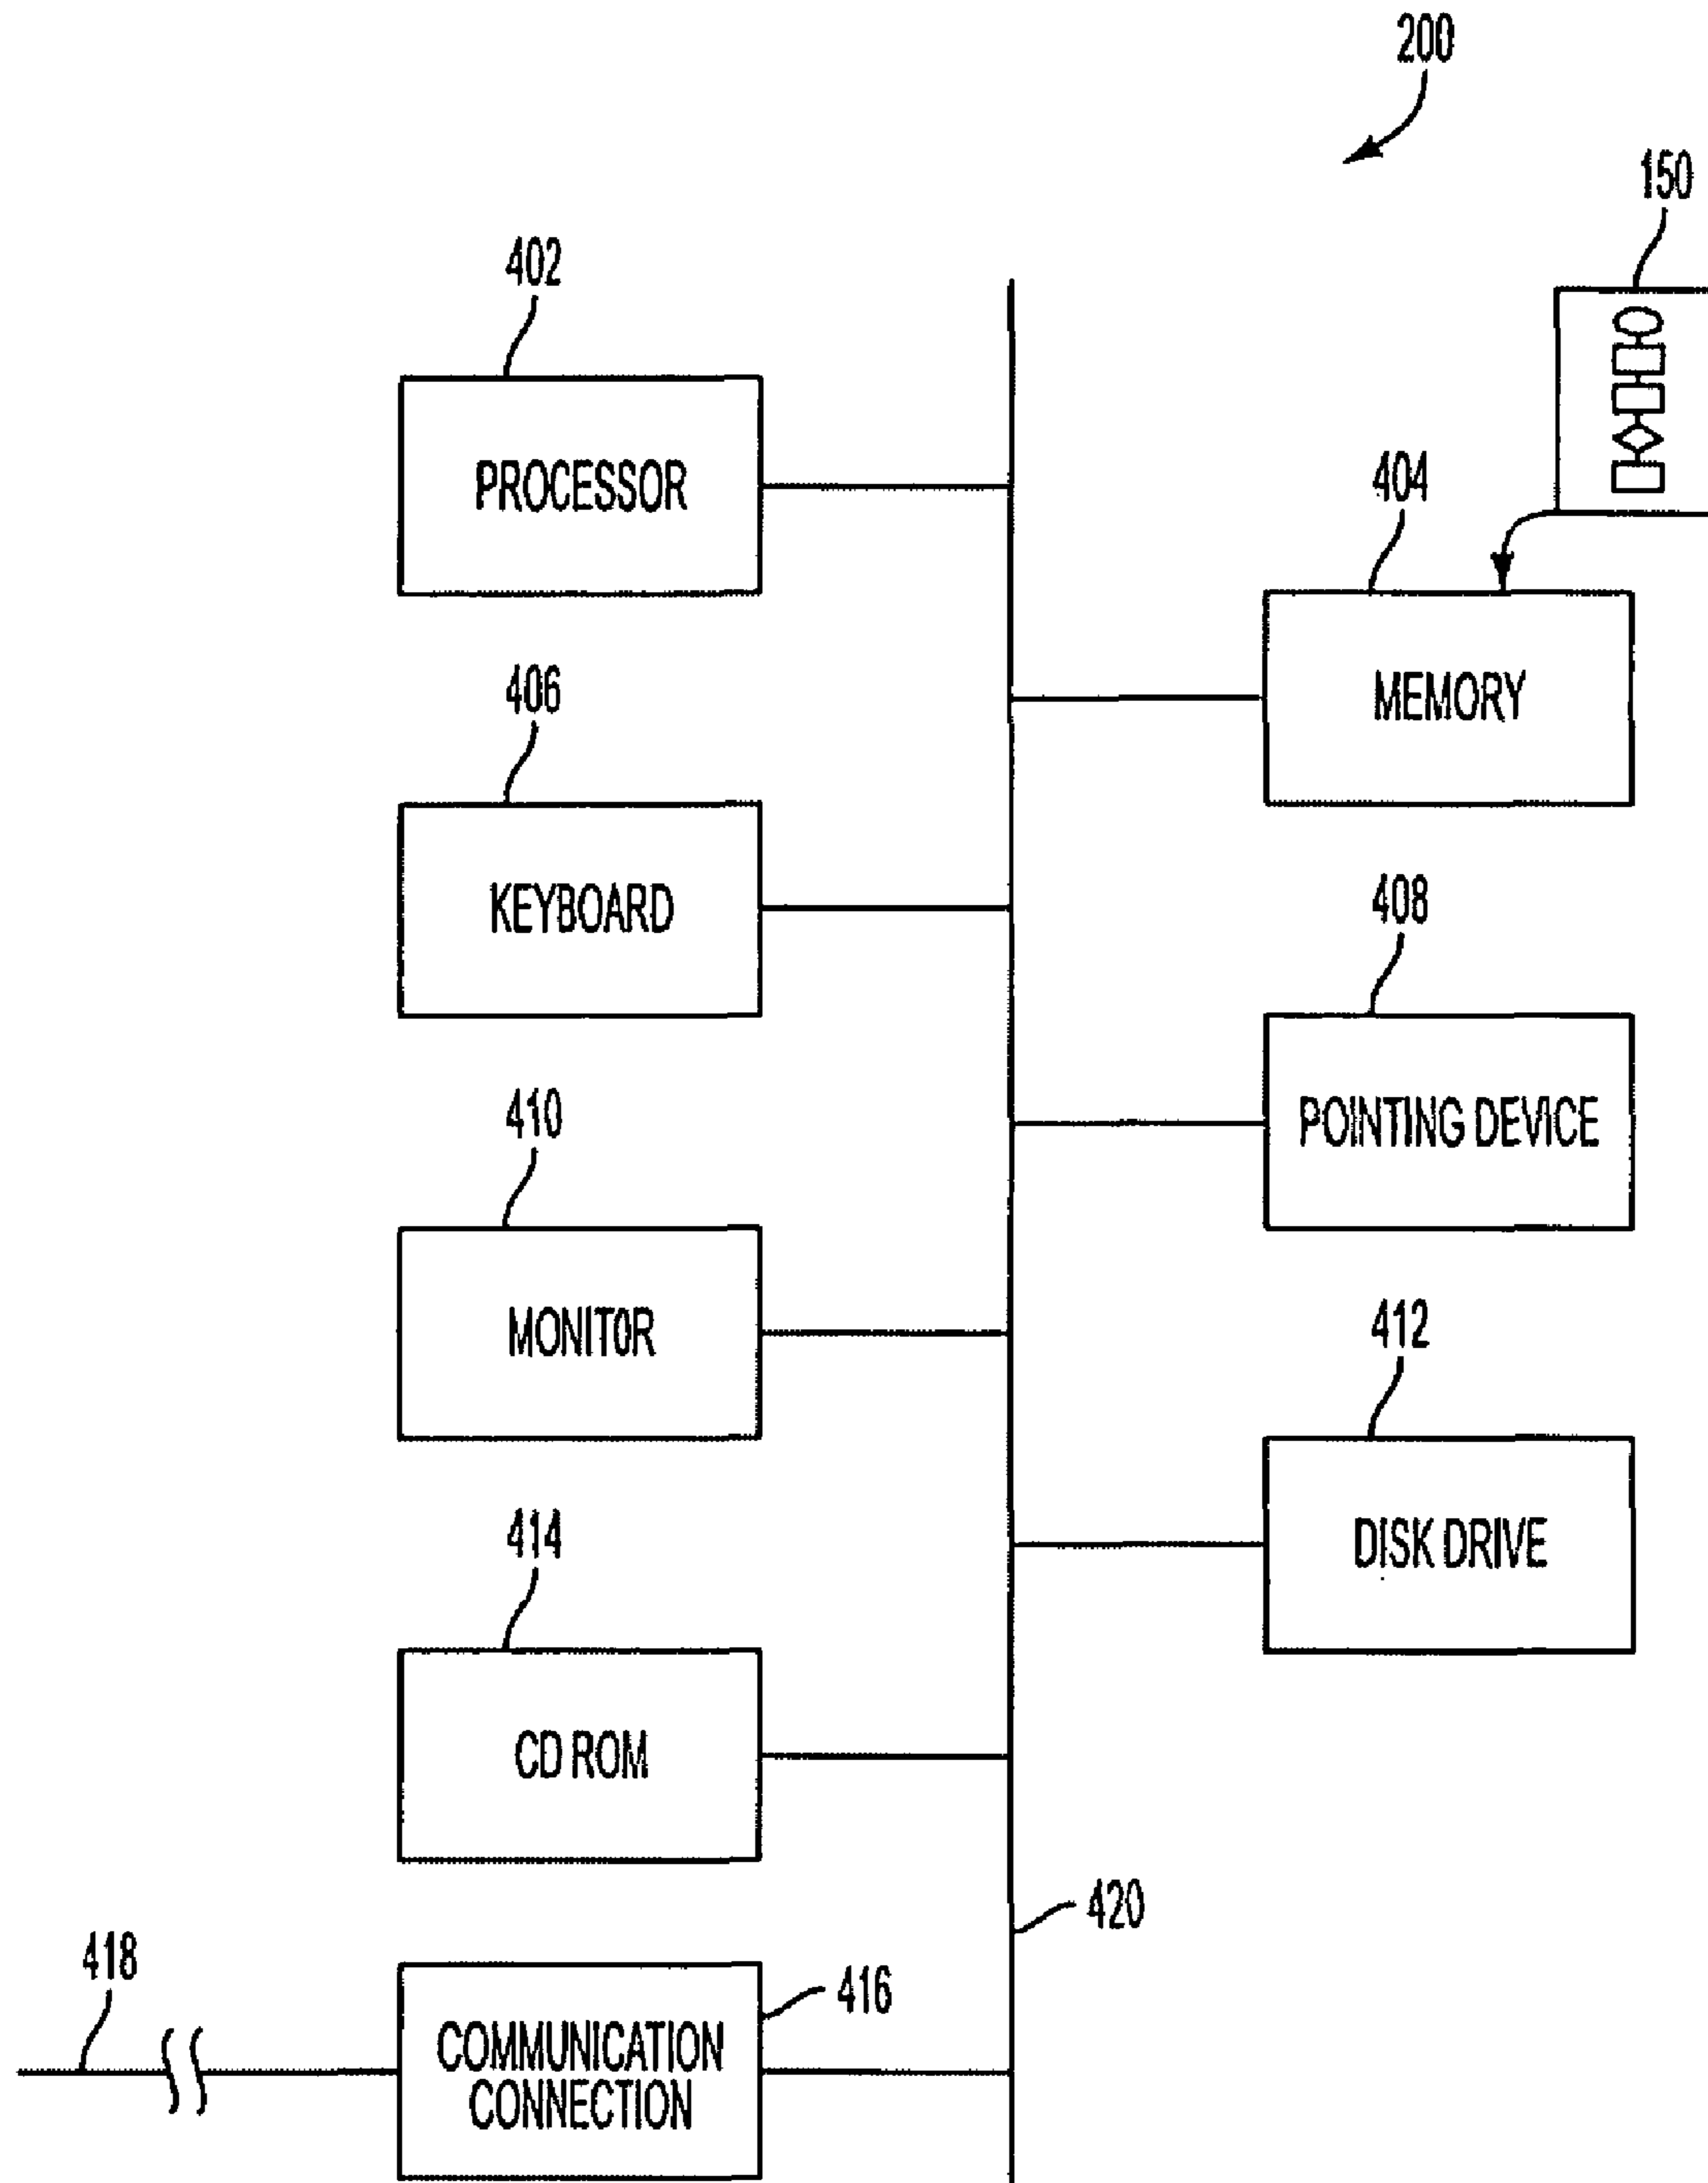 200
150
402
PROCESSOR
404
MEMORY
406
KEYBOARD
408
POINTING DEVICE
410
MONITOR
412
DISK DRIVE
414
CD ROM
420
418
416
COMMUNICATION
CONNECTION